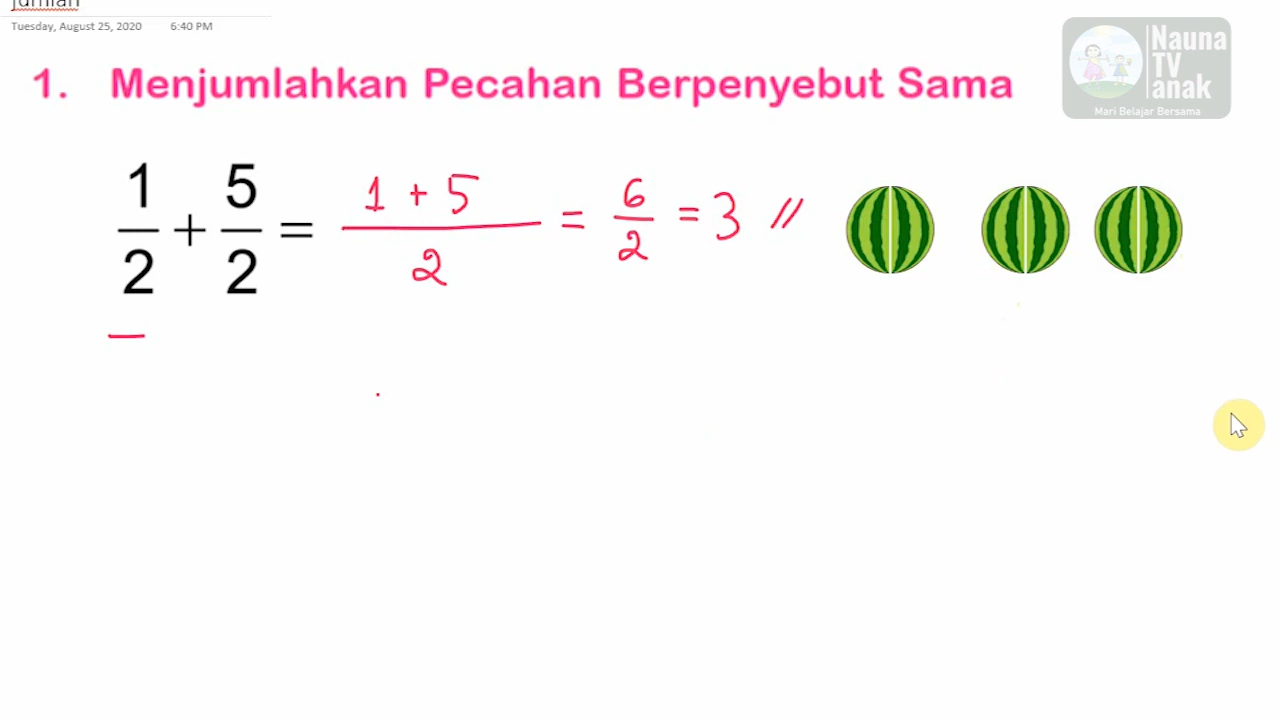 jumlah
Tuesday, August 25, 2020 6:40 PM
Nauna
TV
anak
Mari Belajar Bersama
1. Menjumlahkan Pecahan Berpenyebut Sama
1/2 + 5/2 = (1 + 5)/2 = 6/2 = 3 //